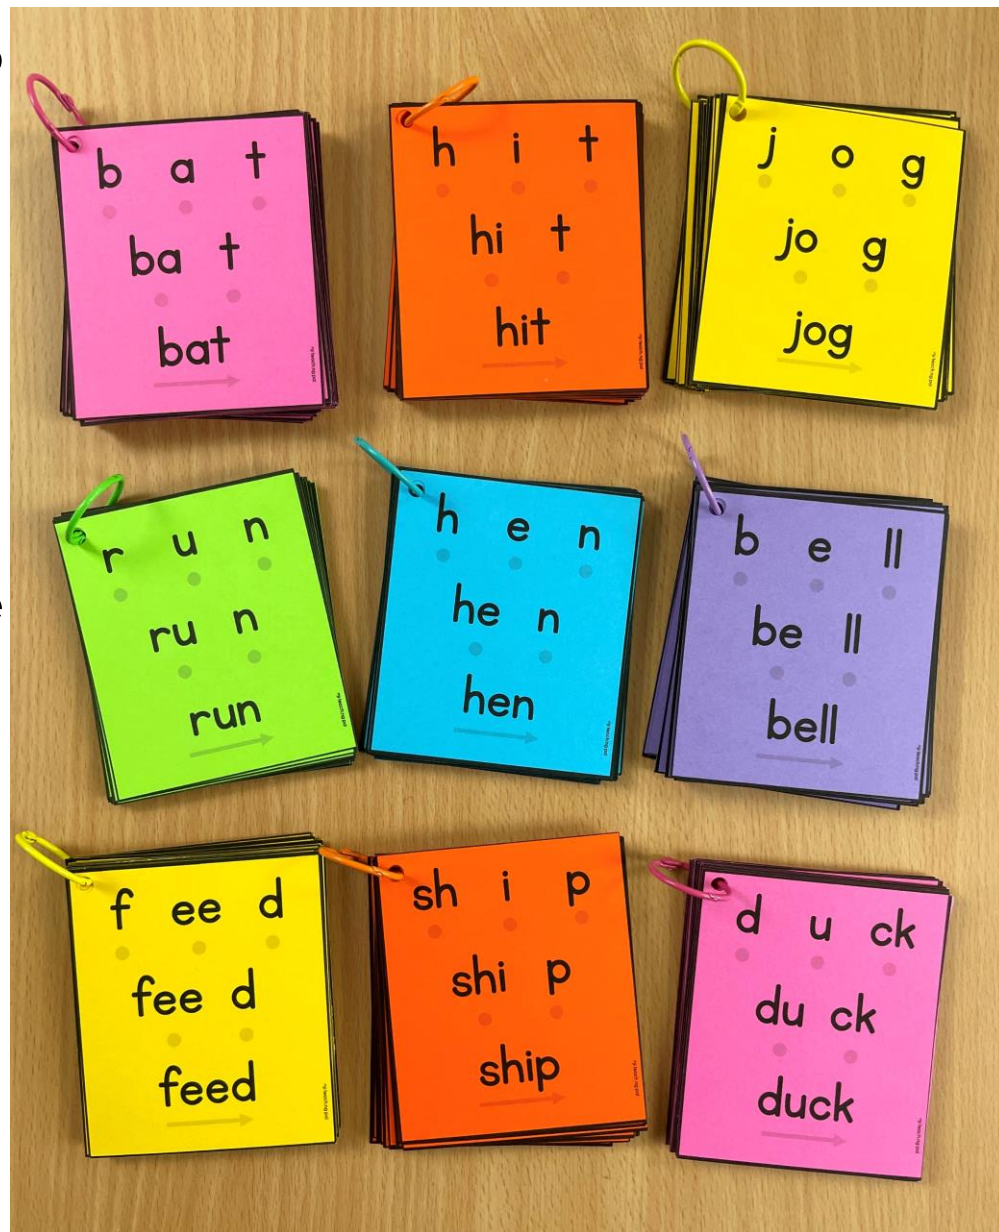 b a t
ba t
bat
h i t
hi t
hit
j o g
jo g
jog
r u n
ru n
run
h e n
he n
hen
b e ll
be ll
bell
f ee d
fee d
feed
sh i p
shi p
ship
d u ck
du ck
duck